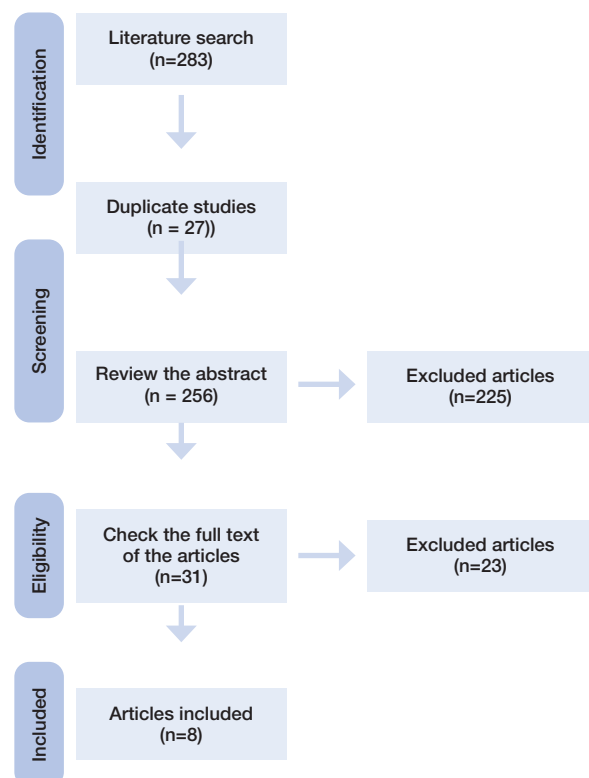 Identification
Literature search
(n=283)
Duplicate studies
(n = 27))
Screening
Review the abstract
(n = 256)
Excluded articles
(n=225)
Eligibility
Check the full text
of the articles
(n=31)
Excluded articles
(n=23)
Included
Articles included
(n=8)